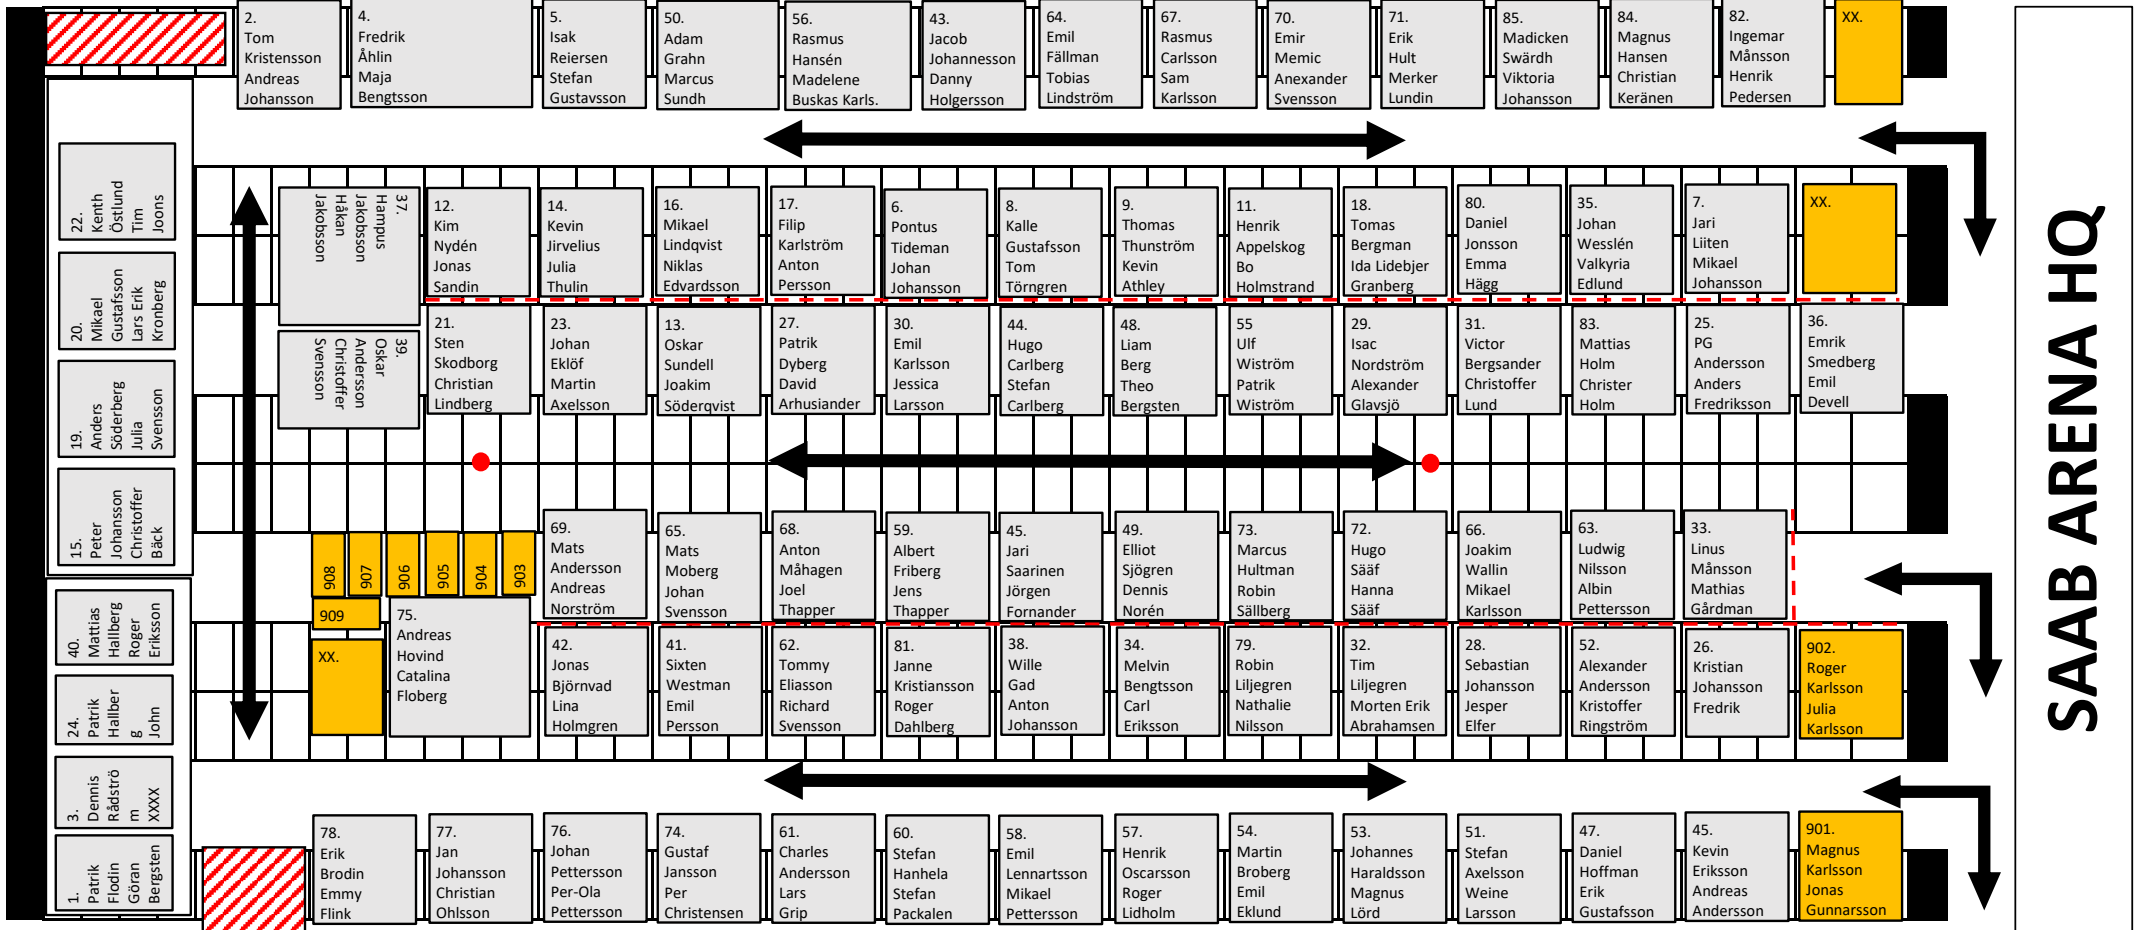 2.
Tom
Kristensson
Andreas
Johansson
4.
Fredrik
Åhlin
Maja
Bengtsson
5.
Isak
Reiersen
Stefan
Gustavsson
50.
Adam
Grahn
Marcus
Sundh
56.
Rasmus
Hansén
Madelene
Buskas Karls.
43.
Jacob
Johannesson
Danny
Holgersson
64.
Emil
Fällman
Tobias
Lindström
67.
Rasmus
Carlsson
Sam
Karlsson
70.
Emir
Memic
Anexander
Svensson
71.
Erik
Hult
Merker
Lundin
85.
Madicken
Swärdh
Viktoria
Johansson
84.
Magnus
Hansen
Christian
Keränen
82.
Ingemar
Månsson
Henrik
Pedersen
XX.
22.
Kenth
Östlund
Tim
Joons
20.
Mikael
Gustafsson
Lars Erik
Kronberg
19.
Anders
Söderberg
Julia
Svensson
15.
Peter
Johansson
Christoffer
Bäck
40.
Mattias
Hallberg
Roger
Eriksson
24.
Patrik
Hallber
g
John
3.
Dennis
Rådströ
m
XXXX
1.
Patrik
Flodin
Göran
Bergsten
37.
Hampus
Jakobsson
Håkan
Jakobsson
12.
Kim
Nydén
Jonas
Sandin
14.
Kevin
Jirvelius
Julia
Thulin
16.
Mikael
Lindqvist
Niklas
Edvardsson
17.
Filip
Karlström
Anton
Persson
6.
Pontus
Tideman
Johan
Johansson
8.
Kalle
Gustafsson
Tom
Törngren
9.
Thomas
Thunström
Kevin
Athley
11.
Henrik
Appelskog
Bo
Holmstrand
18.
Tomas
Bergman
Ida Lidebjer
Granberg
80.
Daniel
Jonsson
Emma
Hägg
35.
Johan
Wesslén
Valkyria
Edlund
7.
Jari
Liiten
Mikael
Johansson
XX.
39.
Oskar
Andersson
Christoffer
Svensson
21.
Sten
Skodborg
Christian
Lindberg
23.
Johan
Eklöf
Martin
Axelsson
13.
Oskar
Sundell
Joakim
Söderqvist
27.
Patrik
Dyberg
David
Arhusiander
30.
Emil
Karlsson
Jessica
Larsson
44.
Hugo
Carlberg
Stefan
Carlberg
48.
Liam
Berg
Theo
Bergsten
55
Ulf
Wiström
Patrik
Wiström
29.
Isac
Nordström
Alexander
Glavsjö
31.
Victor
Bergsander
Christoffer
Lund
83.
Mattias
Holm
Christer
Holm
25.
PG
Andersson
Anders
Fredriksson
36.
Emrik
Smedberg
Emil
Devell
908
907
906
905
904
903
909
XX.
75.
Andreas
Hovind
Catalina
Floberg
69.
Mats
Andersson
Andreas
Norström
65.
Mats
Moberg
Johan
Svensson
68.
Anton
Måhagen
Joel
Thapper
59.
Albert
Friberg
Jens
Thapper
45.
Jari
Saarinen
Jörgen
Fornander
49.
Elliot
Sjögren
Dennis
Norén
73.
Marcus
Hultman
Robin
Sällberg
72.
Hugo
Sääf
Hanna
Sääf
66.
Joakim
Wallin
Mikael
Karlsson
63.
Ludwig
Nilsson
Albin
Pettersson
33.
Linus
Månsson
Mathias
Gårdman
42.
Jonas
Björnvad
Lina
Holmgren
41.
Sixten
Westman
Emil
Persson
62.
Tommy
Eliasson
Richard
Svensson
81.
Janne
Kristiansson
Roger
Dahlberg
38.
Wille
Gad
Anton
Johansson
34.
Melvin
Bengtsson
Carl
Eriksson
79.
Robin
Liljegren
Nathalie
Nilsson
32.
Tim
Liljegren
Morten Erik
Abrahamsen
28.
Sebastian
Johansson
Jesper
Elfer
52.
Alexander
Andersson
Kristoffer
Ringström
26.
Kristian
Johansson
Fredrik
902.
Roger
Karlsson
Julia
Karlsson
78.
Erik
Brodin
Emmy
Flink
77.
Jan
Johansson
Christian
Ohlsson
76.
Johan
Pettersson
Per-Ola
Pettersson
74.
Gustaf
Jansson
Per
Christensen
61.
Charles
Andersson
Lars
Grip
60.
Stefan
Hanhela
Stefan
Packalen
58.
Emil
Lennartsson
Mikael
Pettersson
57.
Henrik
Oscarsson
Roger
Lidholm
54.
Martin
Broberg
Emil
Eklund
53.
Johannes
Haraldsson
Magnus
Lörd
51.
Stefan
Axelsson
Weine
Larsson
47.
Daniel
Hoffman
Erik
Gustafsson
45.
Kevin
Eriksson
Andreas
Andersson
901.
Magnus
Karlsson
Jonas
Gunnarsson
SAAB ARENA HQ